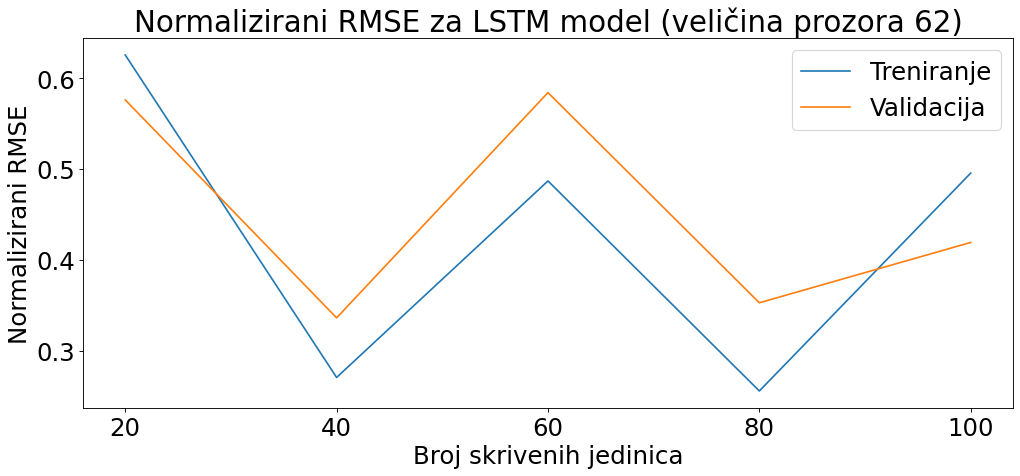 Normalizirani RMSE za LSTM model (veličina prozora 62)
Treniranje
Validacija
Normalizirani RMSE
0.6
0.5
0.4
0.3
20 40 60 80 100
Broj skrivenih jedinica